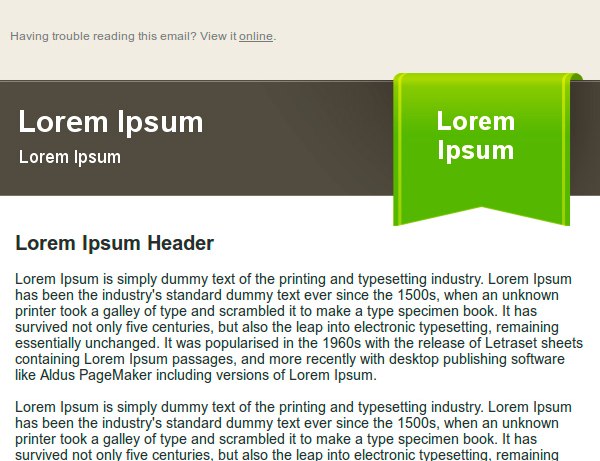 Having trouble reading this email? View it online.
Lorem Ipsum
Lorem Ipsum
Lorem
Ipsum
Lorem Ipsum Header
Lorem Ipsum is simply dummy text of the printing and typesetting industry. Lorem Ipsum
has been the industry's standard dummy text ever since the 1500s, when an unknown
printer took a galley of type and scrambled it to make a type specimen book. It has
survived not only five centuries, but also the leap into electronic typesetting, remaining
essentially unchanged. It was popularised in the 1960s with the release of Letraset sheets
containing Lorem Ipsum passages, and more recently with desktop publishing software
like Aldus PageMaker including versions of Lorem Ipsum.
Lorem Ipsum is simply dummy text of the printing and typesetting industry. Lorem Ipsum
has been the industry's standard dummy text ever since the 1500s, when an unknown
printer took a galley of type and scrambled it to make a type specimen book. It has
survived not only five centuries, but also the leap into electronic typesetting, remaining